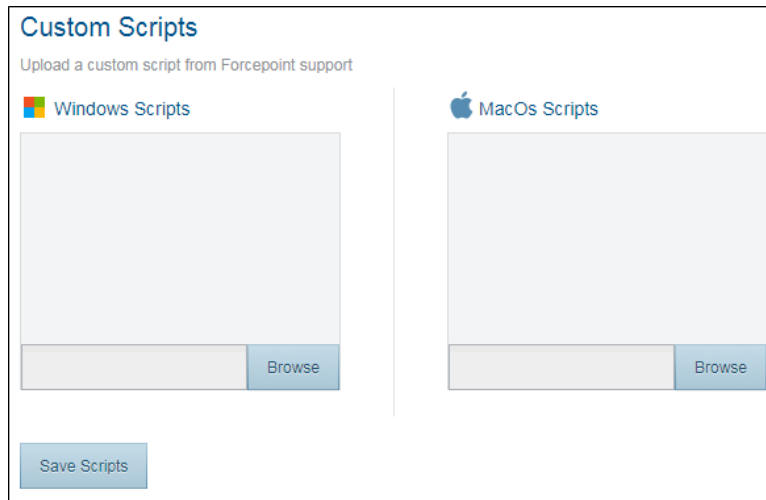 Custom Scripts
Upload a custom script from Forcepoint support
Windows Scripts
MacOs Scripts
Browse
Browse
Save Scripts